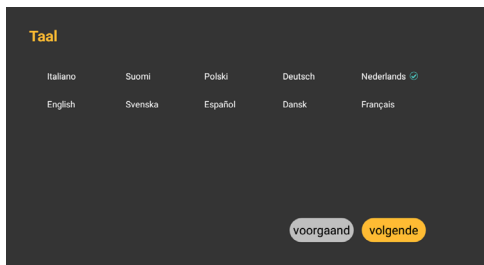 Taal
Italiano Suomi Polski Deutsch Nederlands
English Svenska Español Dansk Français
voorgaand volgende